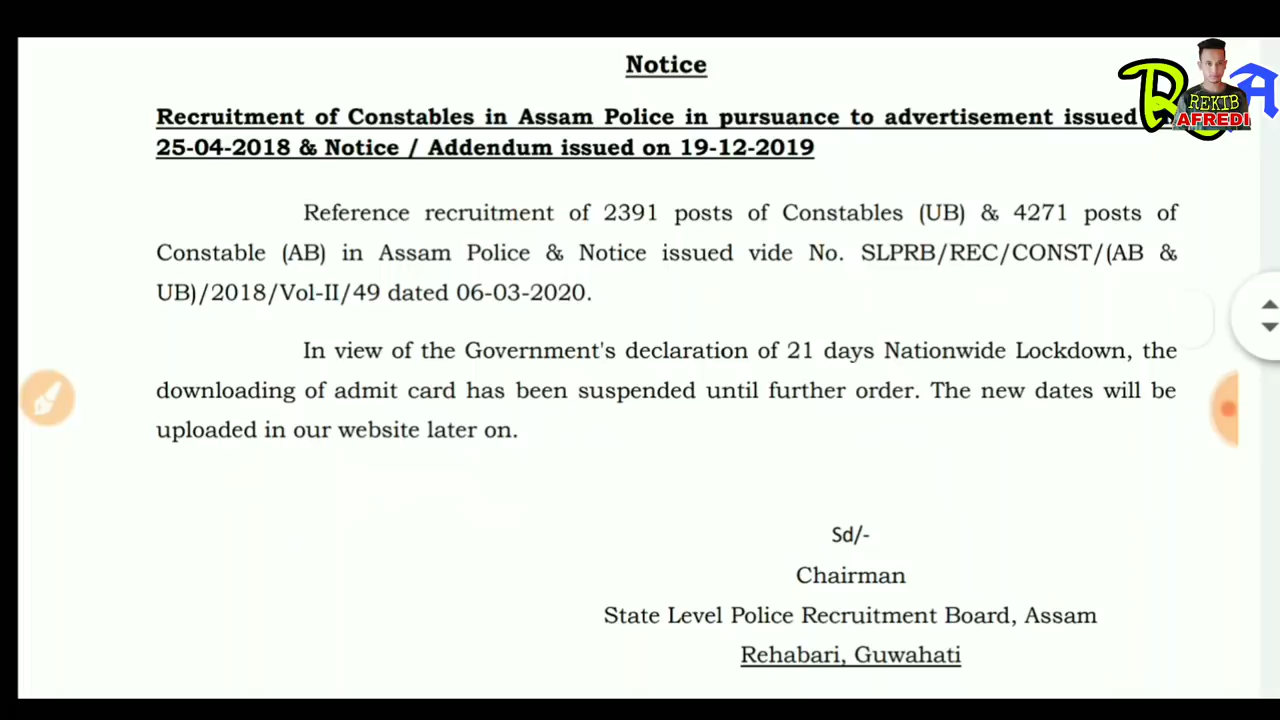 Notice
Recruitment of Constables in Assam Police in pursuance to advertisement issued
25-04-2018 & Notice / Addendum issued on 19-12-2019
Reference recruitment of 2391 posts of Constables (UB) & 4271 posts of
Constable (AB) in Assam Police & Notice issued vide No. SLPRB/REC/CONST/(AB &
UB)/2018/Vol-II/49 dated 06-03-2020.
In view of the Government's declaration of 21 days Nationwide Lockdown, the
downloading of admit card has been suspended until further order. The new dates will be
uploaded in our website later on.
Sd/-
Chairman
State Level Police Recruitment Board, Assam
Rehabari, Guwahati
R A
REKIB
AFREDI